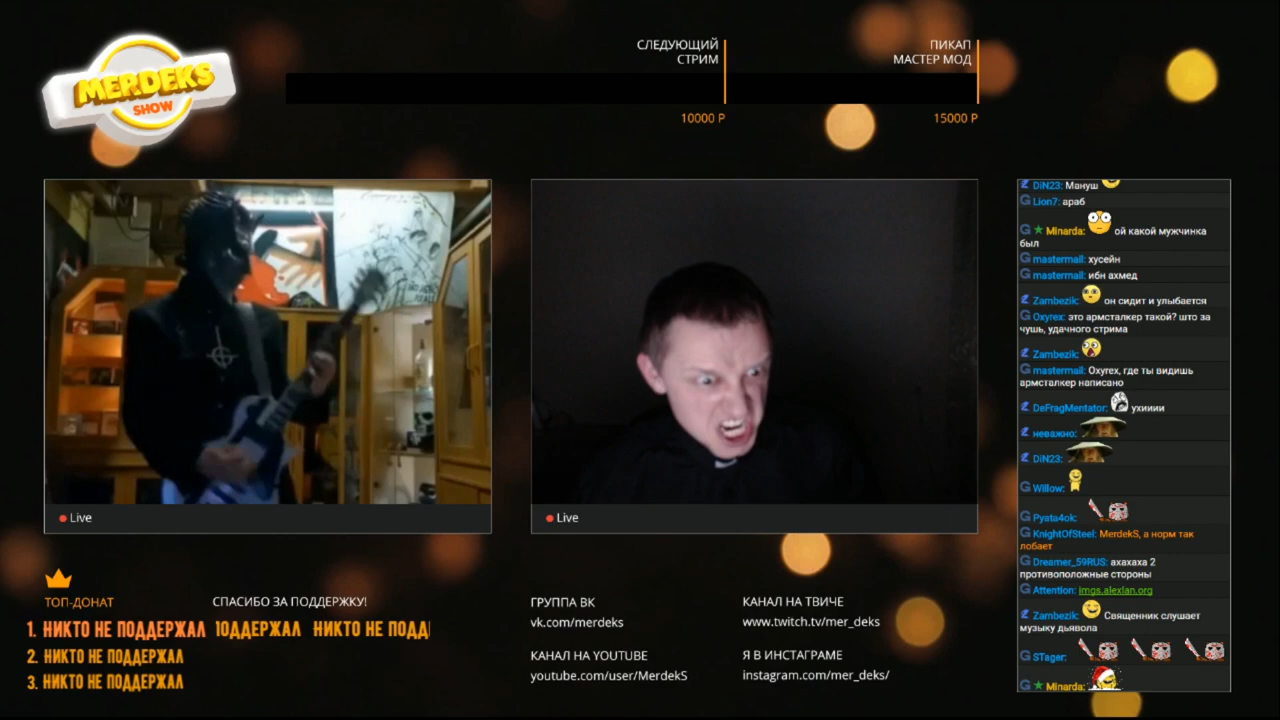 MERDEKS
SHOW
СЛЕДУЮЩИЙ
СТРИМ
10000 Р
ПИКАП
МАСТЕР МОД
15000 Р
Live
Live
DiN23: Мануш
Lion7: араб
Minarda: ой какой мужчинка
был
mastermail: хусейн
mastermail: ибн ахмед
Zambezik: он сидит и улыбается
Oxyrex: это армсталкер такой? што за
чушь, удачного стрима
Zambezik:
mastermail: Oxyrex, где ты видишь
армсталкер написано
DeFragMentator: ухииии
неважно:
DiN23:
Willow:
Pyata4ok:
KnightOfSteel: MerdekS, а норм так
лобает
Dreamer_59RUS: ахахаха 2
противоположные стороны
Attention: imgs.alexlan.org
Zambezik: Священник слушает
музыку дьявола
STager:
Minarda:
ТОП-ДОНАТ
1. НИКТО НЕ ПОДДЕРЖАЛ
2. НИКТО НЕ ПОДДЕРЖАЛ
3. НИКТО НЕ ПОДДЕРЖАЛ
СПАСИБО ЗА ПОДДЕРЖКУ!
ЮДДЕРЖАЛ НИКТО НЕ ПОДД
ГРУППА ВК
vk.com/merdeks
КАНАЛ НА YOUTUBE
youtube.com/user/MerdekS
КАНАЛ НА ТВИЧЕ
www.twitch.tv/mer_deks
Я В ИНСТАГРАМЕ
instagram.com/mer_deks/